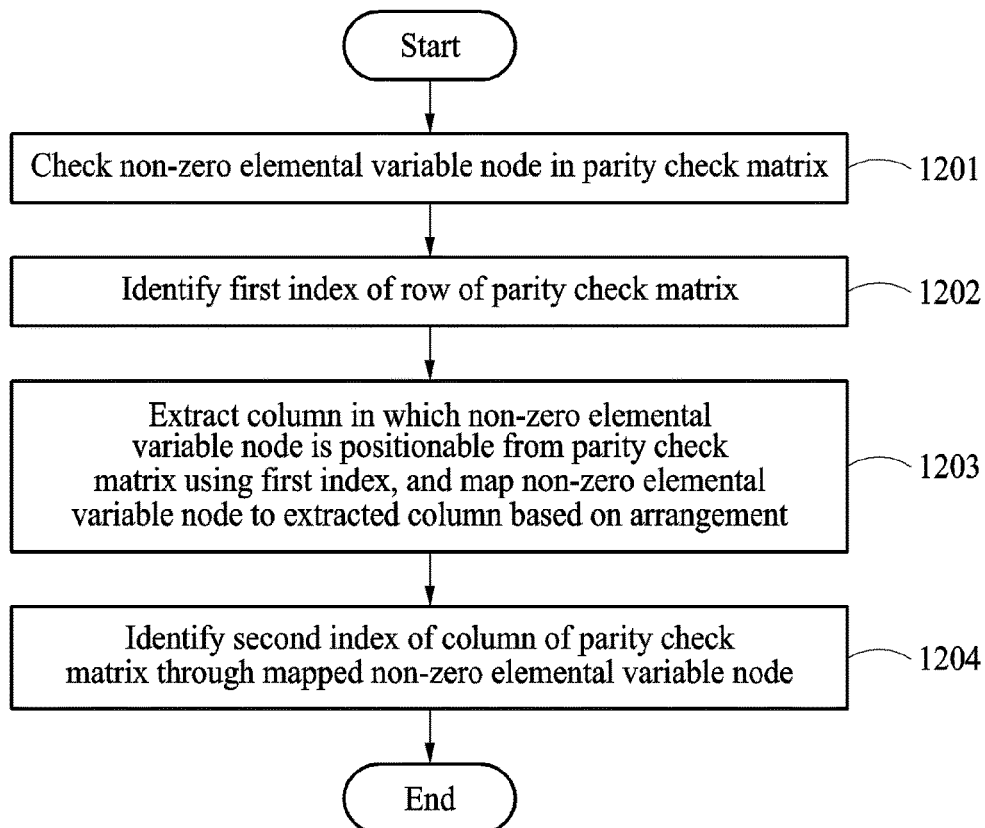 Start
Check non-zero elemental variable node in parity check matrix
1201
Identify first index of row of parity check matrix
1202
Extract column in which non-zero elemental
variable node is positionable from parity check
matrix using first index, and map non-zero elemental
variable node to extracted column based on arrangement
1203
Identify second index of column of parity check
matrix through mapped non-zero elemental variable node
1204
End